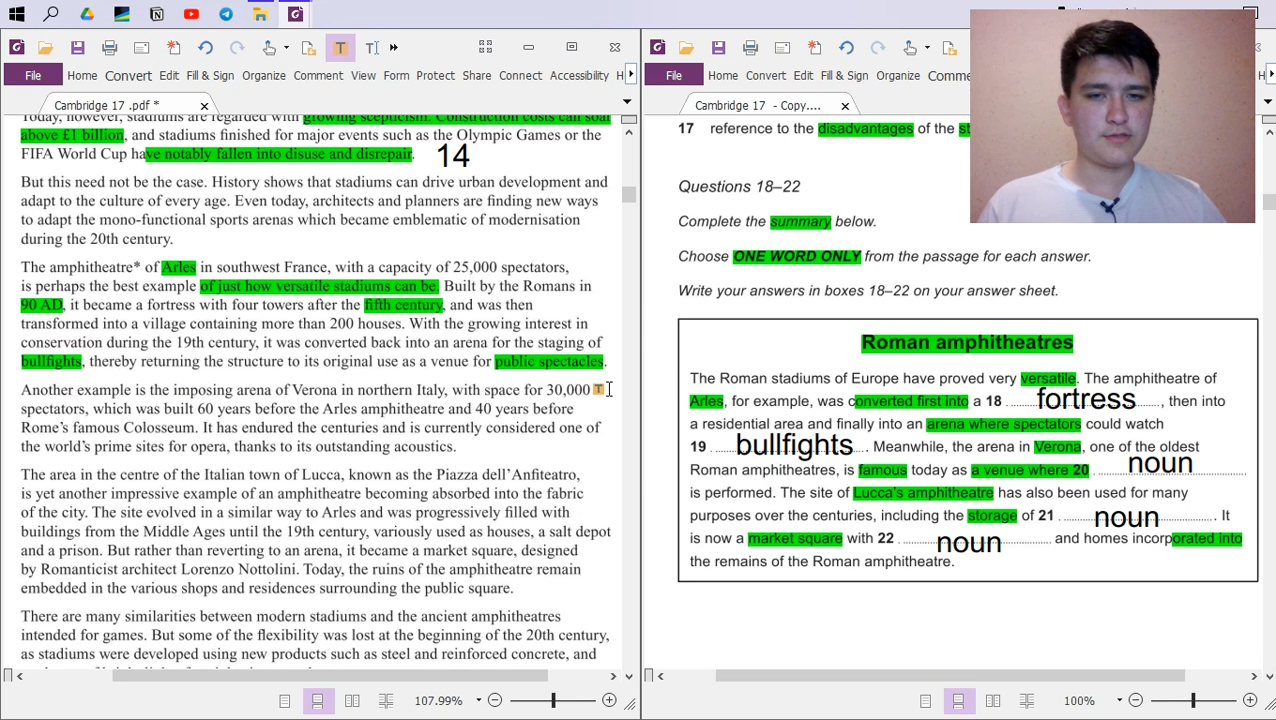 File Home Convert Edit Fill & Sign Organize Comment View Form Protect Share Connect Accessibility H
Cambridge 17 .pdf *
Today, however, stadiums are regarded with growing scepticism. Construction costs can soar
above £1 billion, and stadiums finished for major events such as the Olympic Games or the
FIFA World Cup have notably fallen into disuse and disrepair. 14
But this need not be the case. History shows that stadiums can drive urban development and
adapt to the culture of every age. Even today, architects and planners are finding new ways
to adapt the mono-functional sports arenas which became emblematic of modernisation
during the 20th century.
The amphitheatre* of Arles in southwest France, with a capacity of 25,000 spectators,
is perhaps the best example of just how versatile stadiums can be. Built by the Romans in
90 AD, it became a fortress with four towers after the fifth century, and was then
transformed into a village containing more than 200 houses. With the growing interest in
conservation during the 19th century, it was converted back into an arena for the staging of
bullfights, thereby returning the structure to its original use as a venue for public spectacles.
Another example is the imposing arena of Verona in northern Italy, with space for 30,000
spectators, which was built 60 years before the Arles amphitheatre and 40 years before
Rome's famous Colosseum. It has endured the centuries and is currently considered one of
the world's prime sites for opera, thanks to its outstanding acoustics.
The area in the centre of the Italian town of Lucca, known as the Piazza dell'Anfiteatro,
is yet another impressive example of an amphitheatre becoming absorbed into the fabric
of the city. The site evolved in a similar way to Arles and was progressively filled with
buildings from the Middle Ages until the 19th century, variously used as houses, a salt depot
and a prison. But rather than reverting to an arena, it became a market square, designed
by Romanticist architect Lorenzo Nottolini. Today, the ruins of the amphitheatre remain
embedded in the various shops and residences surrounding the public square.
There are many similarities between modern stadiums and the ancient amphitheatres
intended for games. But some of the flexibility was lost at the beginning of the 20th century,
as stadiums were developed using new products such as steel and reinforced concrete, and
107.99%
File Home Convert Edit Fill & Sign Organize Comme
Cambridge 17 - Copy....
17 reference to the disadvantages of the st
Questions 18–22
Complete the summary below.
Choose ONE WORD ONLY from the passage for each answer.
Write your answers in boxes 18–22 on your answer sheet.
Roman amphitheatres
The Roman stadiums of Europe have proved very versatile. The amphitheatre of
Arles, for example, was converted first into a 18 fortress, then into
a residential area and finally into an arena where spectators could watch
19 bullfights. Meanwhile, the arena in Verona, one of the oldest
Roman amphitheatres, is famous today as a venue where 20 noun
is performed. The site of Lucca's amphitheatre has also been used for many
purposes over the centuries, including the storage of 21 noun. It
is now a market square with 22 noun and homes incorporated into
the remains of the Roman amphitheatre.
100%